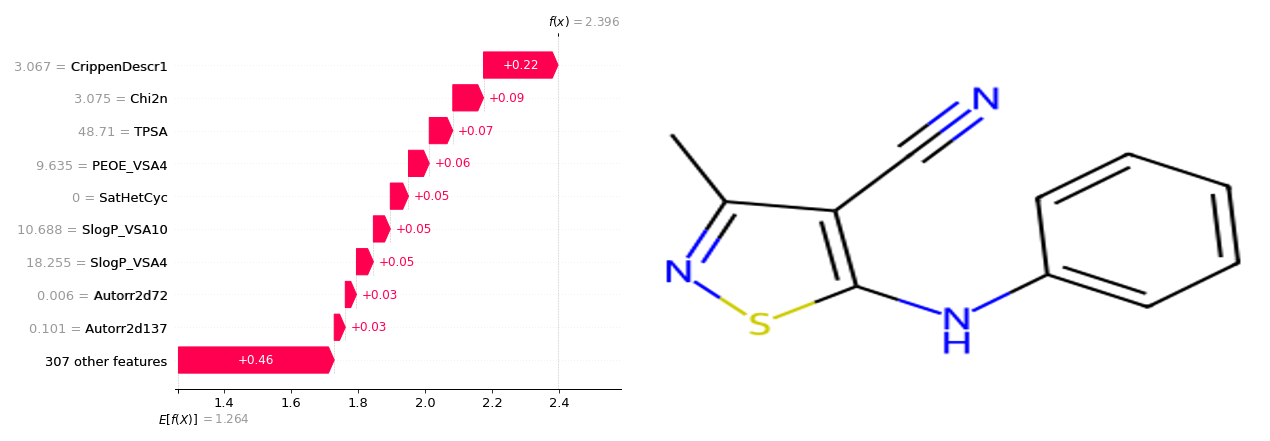 f(x) = 2.396
3.067 = CrippenDescr1
+0.22
3.075 = Chi2n
+0.09
48.71 = TPSA
+0.07
9.635 = PEOE_VSA4
+0.06
0 = SatHetCyc
+0.05
10.688 = SlogP_VSA10
+0.05
18.255 = SlogP_VSA4
+0.05
0.006 = Autorr2d72
+0.03
0.101 = Autorr2d137
+0.03
307 other features
+0.46
1.4 1.6 1.8 2.0 2.2 2.4
E[f(X)] = 1.264
N
N
S
N
H